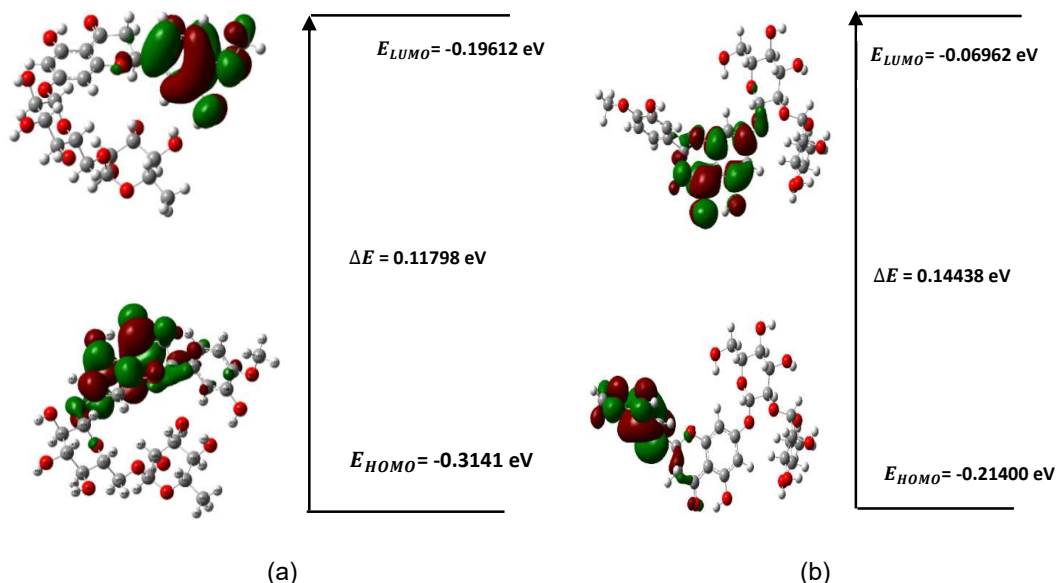 E_LUMO= -0.19612 eV
ΔE = 0.11798 eV
E_HOMO= -0.3141 eV
(a)
E_LUMO= -0.06962 eV
ΔE = 0.14438 eV
E_HOMO= -0.21400 eV
(b)